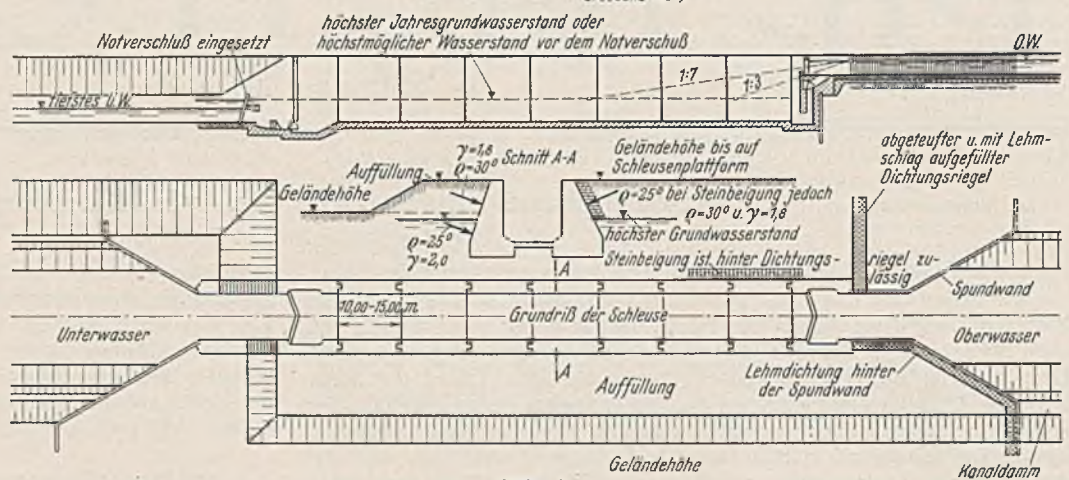 höchster Jahresgrundwasserstand oder
höchstmöglicher Wasserstand vor dem Notverschuß
Notverschluß eingesetzt
O.W.
1:7
1:3
tiefstes U.W.
abgeteufter u. mit Lehm-
schlag aufgefüllter
Dichtungsriegel
γ=1,8
ϱ=30° Schnitt A-A
Auffüllung
Geländehöhe bis auf
Schleusenplattform
Geländehöhe
ϱ=25° bei Steinbeigung jedoch
ϱ=30° u. γ=1,8
höchster Grundwasserstand
ϱ=25°
γ=2,0
A
Steinbeigung ist hinter Dichtungs-
riegel zu-
lässig
Spundwand
10,00-15,00 m
Unterwasser
Grundriß der Schleuse
Oberwasser
A
Auffüllung
Lehmdichtung hinter
der Spundwand
Geländehöhe
Kanaldamm